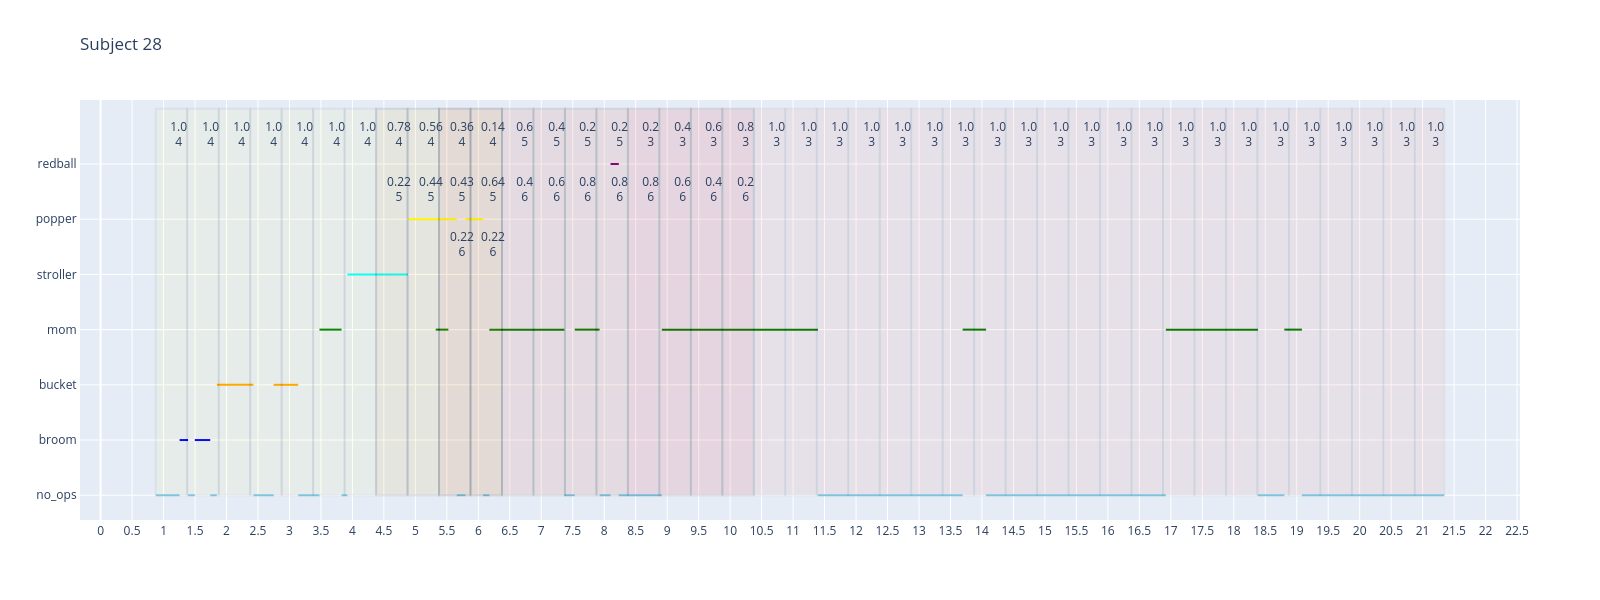 Subject 28
1.0 1.0 1.0 1.0 1.0 1.0 1.0 0.78 0.56 0.36 0.14 0.6 0.4 0.2 0.2 0.2 0.4 0.6 0.8 1.0 1.0 1.0 1.0 1.0 1.0 1.0 1.0 1.0 1.0 1.0 1.0 1.0 1.0 1.0 1.0 1.0 1.0 1.0 1.0 1.0 1.0
4 4 4 4 4 4 4 4 4 4 4 5 5 5 5 3 3 3 3 3 3 3 3 3 3 3 3 3 3 3 3 3 3 3 3 3 3 3 3 3 3
redball
0.22 0.44 0.43 0.64 0.4 0.6 0.8 0.8 0.8 0.6 0.4 0.2
5 5 5 5 6 6 6 6 6 6 6 6
popper
0.22 0.22
6 6
stroller
mom
bucket
broom
no_ops
0 0.5 1 1.5 2 2.5 3 3.5 4 4.5 5 5.5 6 6.5 7 7.5 8 8.5 9 9.5 10 10.5 11 11.5 12 12.5 13 13.5 14 14.5 15 15.5 16 16.5 17 17.5 18 18.5 19 19.5 20 20.5 21 21.5 22 22.5